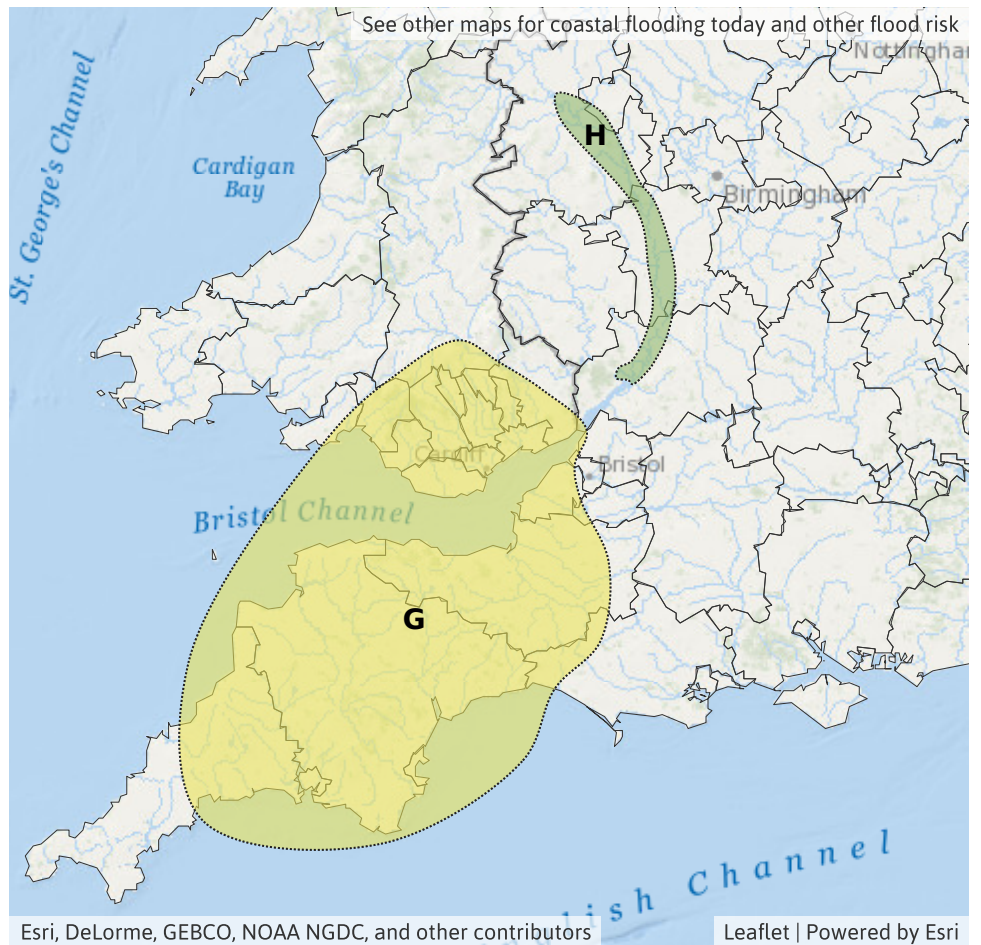 See other maps for coastal flooding today and other flood risk
Nottingham
St. George's Channel
H
Cardigan
Bay
Birmingham
Cardiff
Bristol
Bristol Channel
G
lish Channel
Esri, DeLorme, GEBCO, NOAA NGDC, and other contributors
Leaflet | Powered by Esri